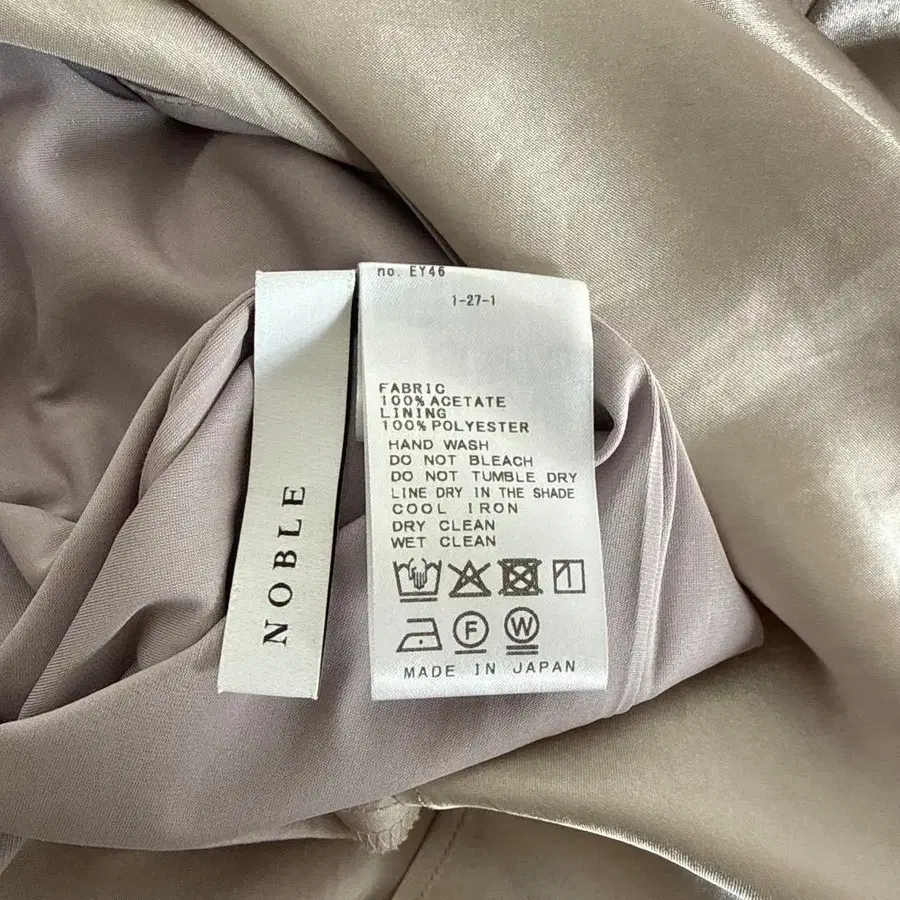 NOBLE
no. EY46
1-27-1
FABRIC
100% ACETATE
LINING
100% POLYESTER
HAND WASH
DO NOT BLEACH
DO NOT TUMBLE DRY
LINE DRY IN THE SHADE
COOL IRON
DRY CLEAN
WET CLEAN
F W
MADE IN JAPAN